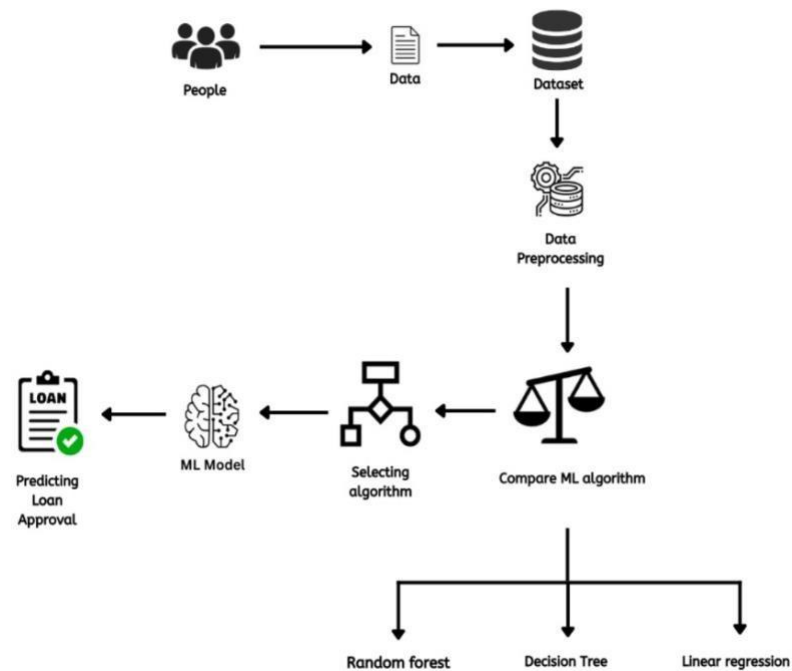 People
Data
Dataset
Data
Preprocessing
LOAN
Predicting
Loan
Approval
ML Model
Selecting
algorithm
Compare ML algorithm
Random forest
Decision Tree
Linear regression